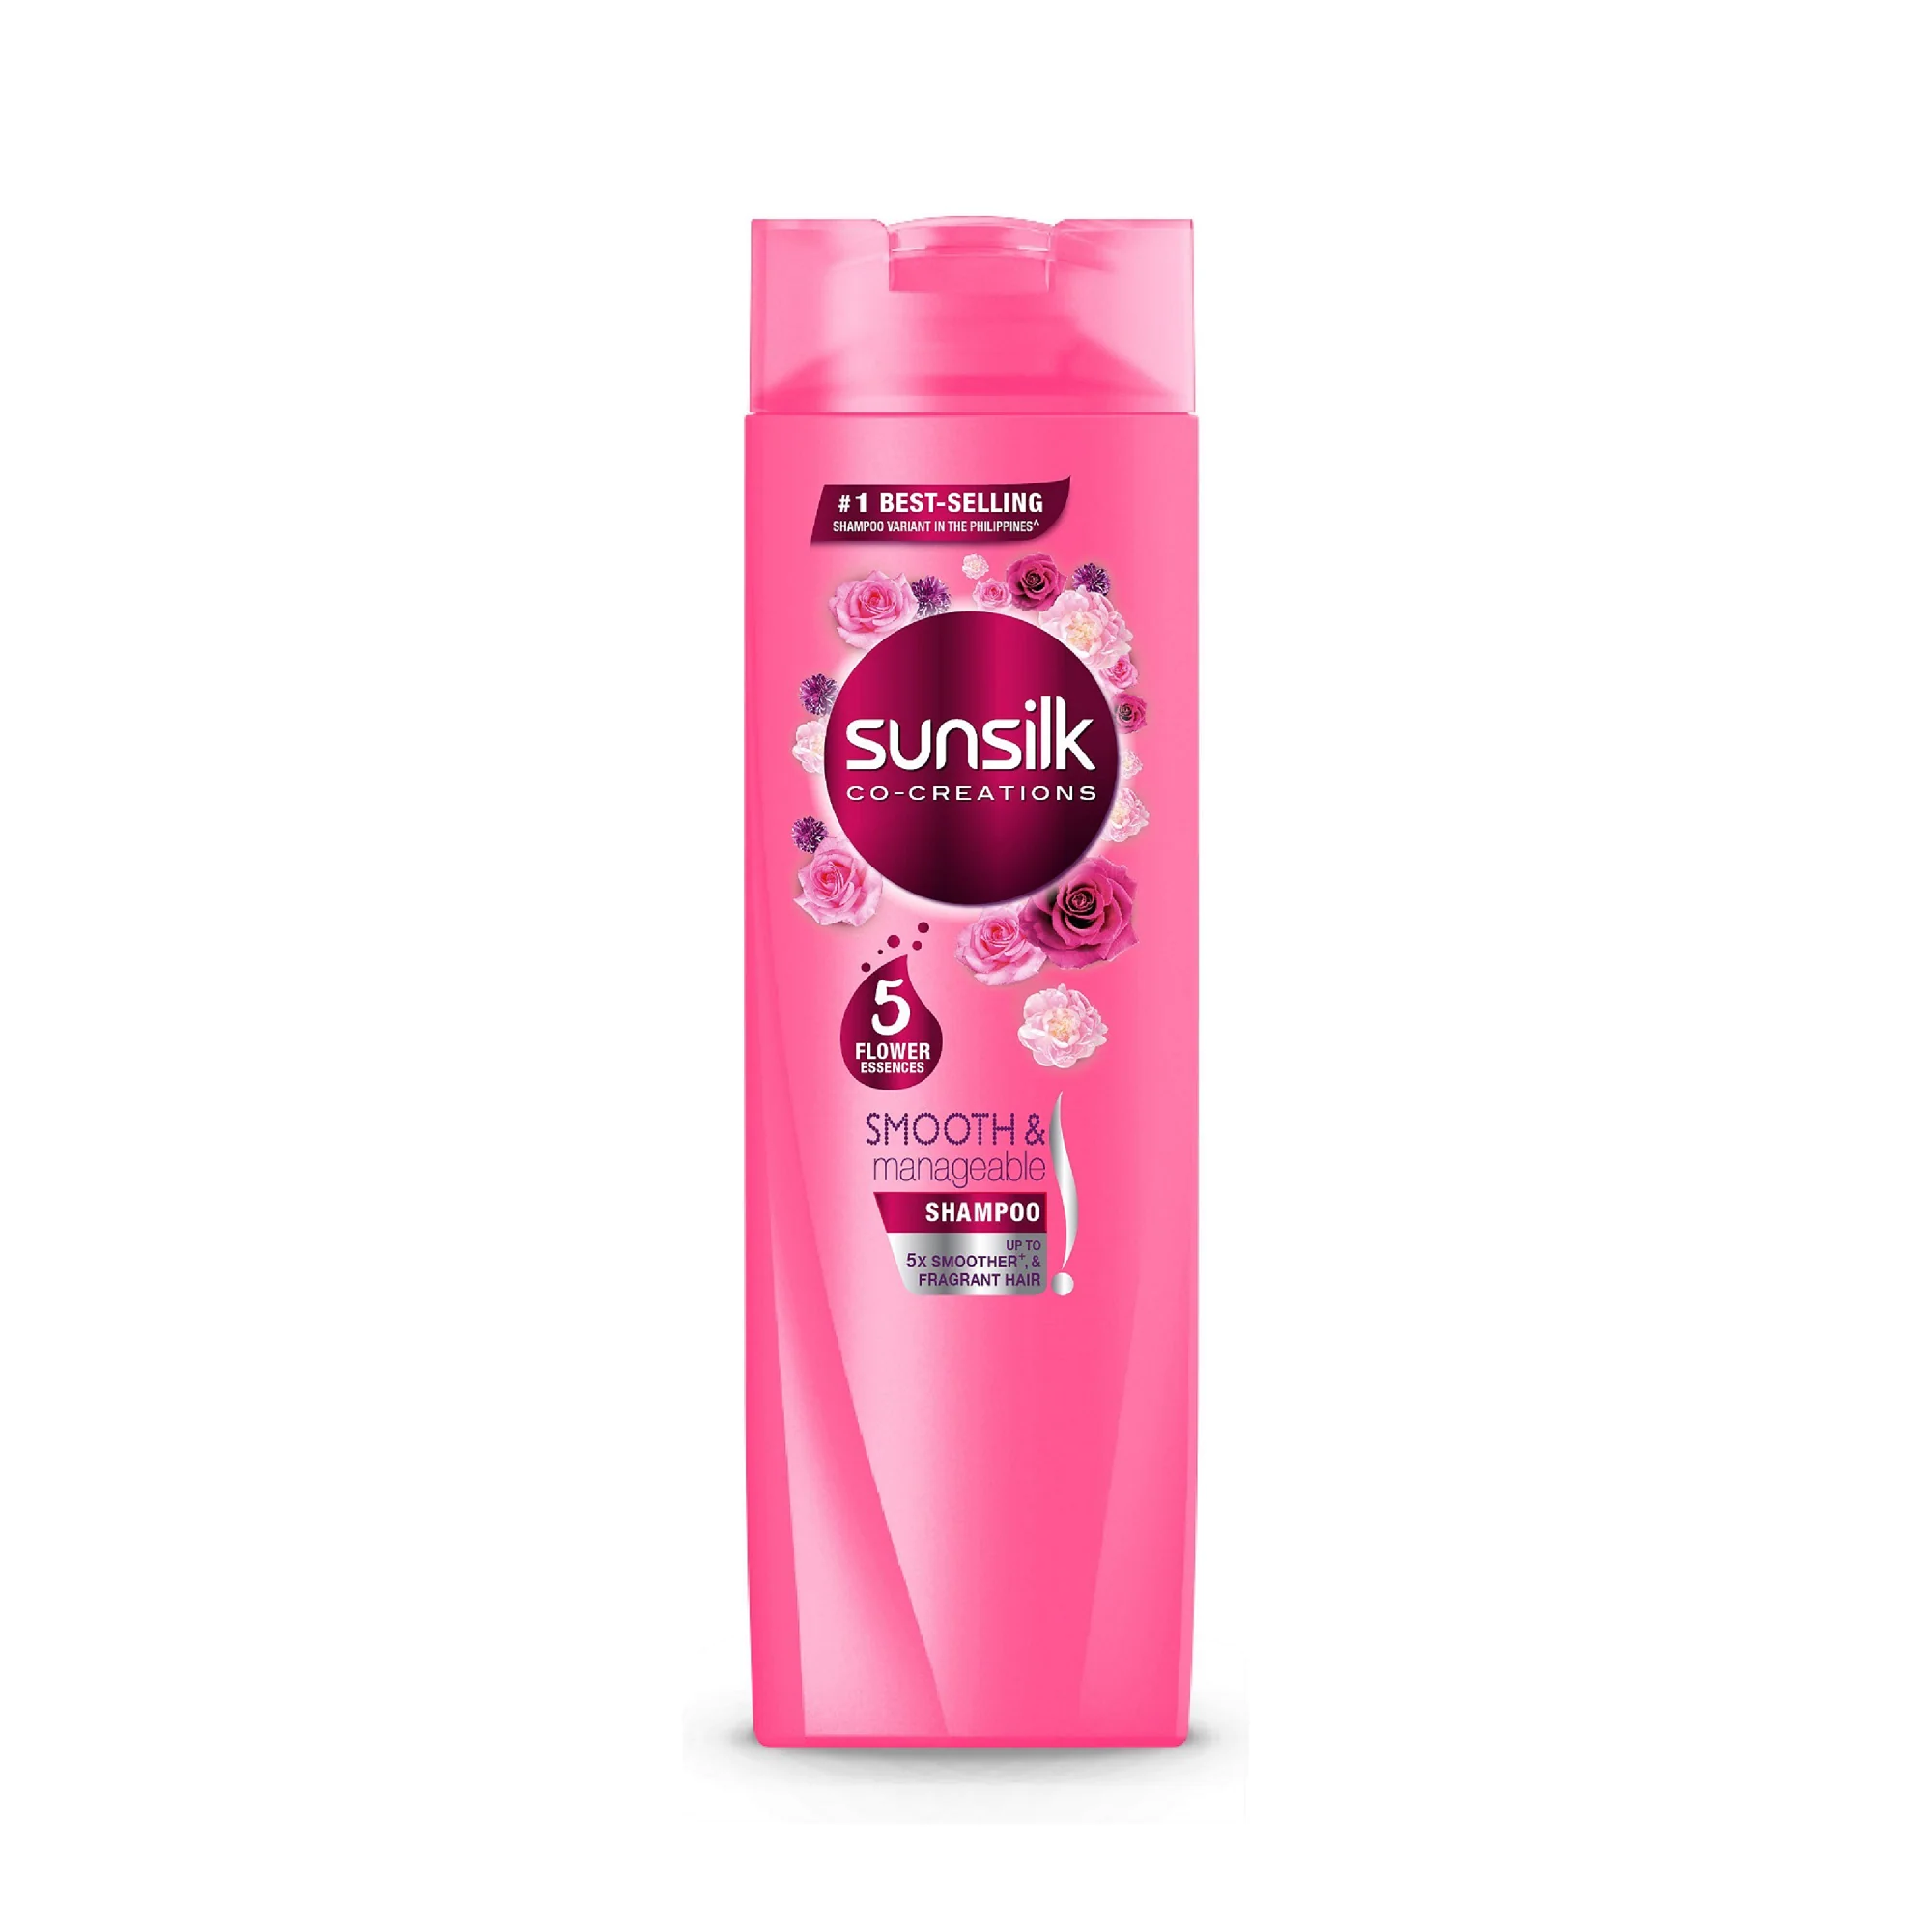 #1 BEST-SELLING
SHAMPOO VARIANT IN THE PHILIPPINES^
sunsilk
CO-CREATIONS
5
FLOWER
ESSENCES
SMOOTH &
manageable
SHAMPOO
UP TO
5X SMOOTHER+, &
FRAGRANT HAIR